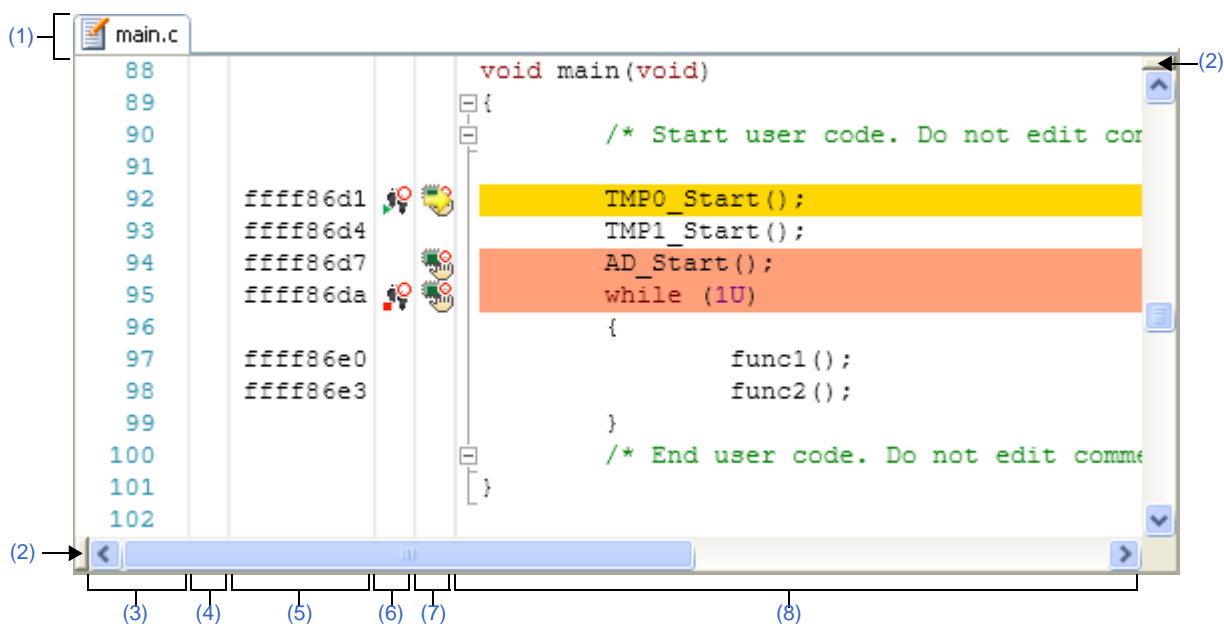 (1) main.c
88 void main(void) (2)
89 {
90 /* Start user code. Do not edit com
91
92 ffff86d1 TMP0_Start();
93 ffff86d4 TMP1_Start();
94 ffff86d7 AD_Start();
95 ffff86da while (1U)
96 {
97 ffff86e0 func1();
98 ffff86e3 func2();
99 }
100 /* End user code. Do not edit comme
101 }
102
(2)
(3) (4) (5) (6) (7) (8)